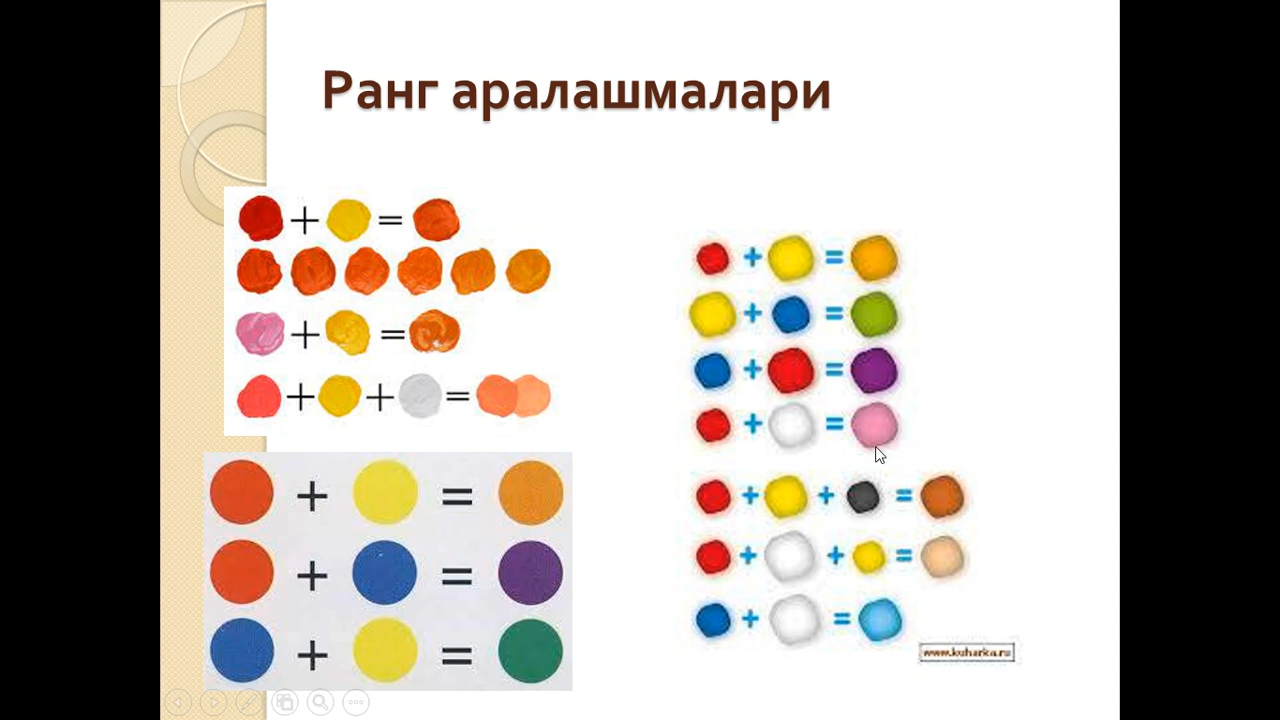 Ранг аралашмалари
+ =
+ =
+ + =
+ =
+ =
+ =
+ =
+ =
+ =
+ =
+ + =
+ + =
+ =
www.kuharka.ru